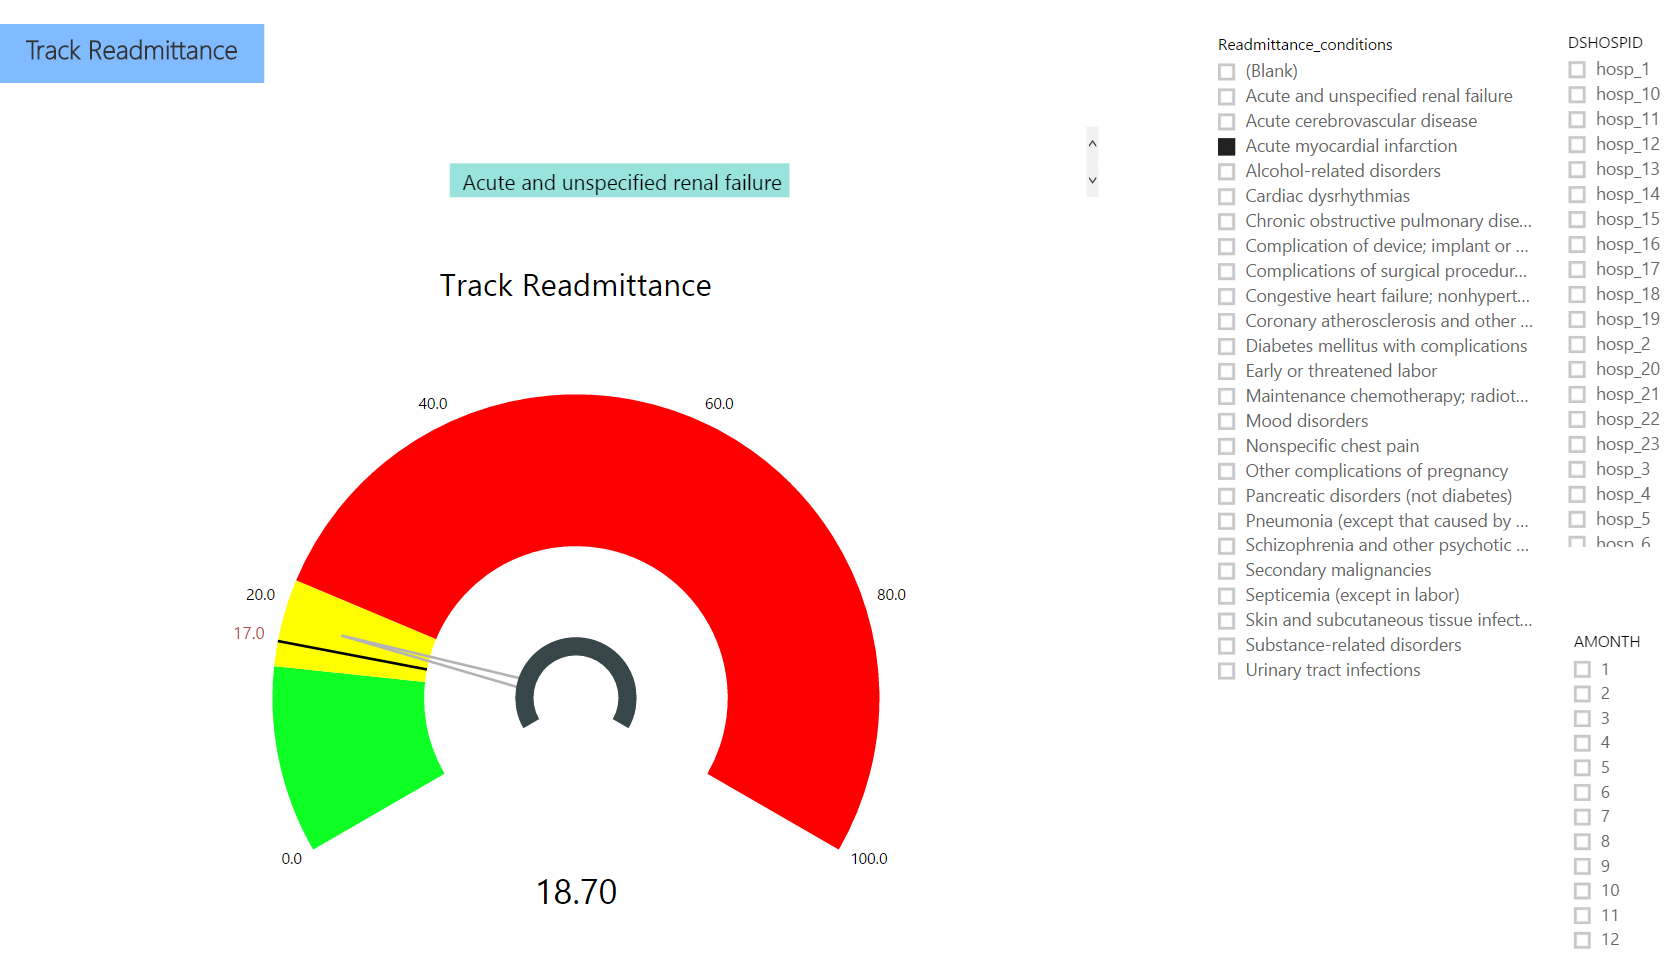 Track Readmittance
Acute and unspecified renal failure
Track Readmittance
40.0
60.0
20.0
80.0
17.0
0.0
100.0
18.70
Readmittance_conditions
(Blank)
Acute and unspecified renal failure
Acute cerebrovascular disease
Acute myocardial infarction
Alcohol-related disorders
Cardiac dysrhythmias
Chronic obstructive pulmonary dise...
Complication of device; implant or ...
Complications of surgical procedur...
Congestive heart failure; nonhypert...
Coronary atherosclerosis and other ...
Diabetes mellitus with complications
Early or threatened labor
Maintenance chemotherapy; radiot...
Mood disorders
Nonspecific chest pain
Other complications of pregnancy
Pancreatic disorders (not diabetes)
Pneumonia (except that caused by ...
Schizophrenia and other psychotic ...
Secondary malignancies
Septicemia (except in labor)
Skin and subcutaneous tissue infect...
Substance-related disorders
Urinary tract infections
DSHOSPID
hosp_1
hosp_10
hosp_11
hosp_12
hosp_13
hosp_14
hosp_15
hosp_16
hosp_17
hosp_18
hosp_19
hosp_2
hosp_20
hosp_21
hosp_22
hosp_23
hosp_3
hosp_4
hosp_5
hosp_6
AMONTH
1
2
3
4
5
6
7
8
9
10
11
12